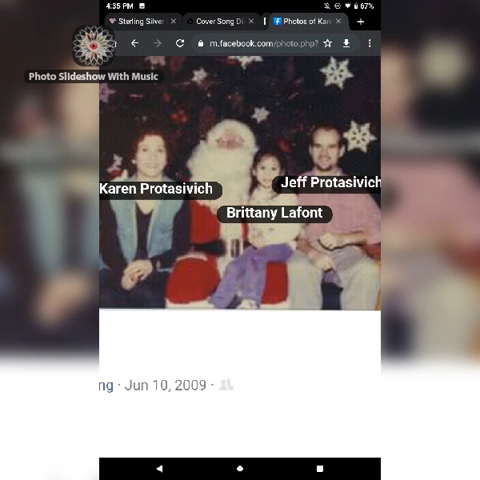 4:35 PM
67%
Sterling Silver
Cover Song Di
Photos of Kar
m.facebook.com/photo.php?
Photo Slideshow With Music
Karen Protasivich
Jeff Protasivich
Brittany Lafont
ng · Jun 10, 2009 ·